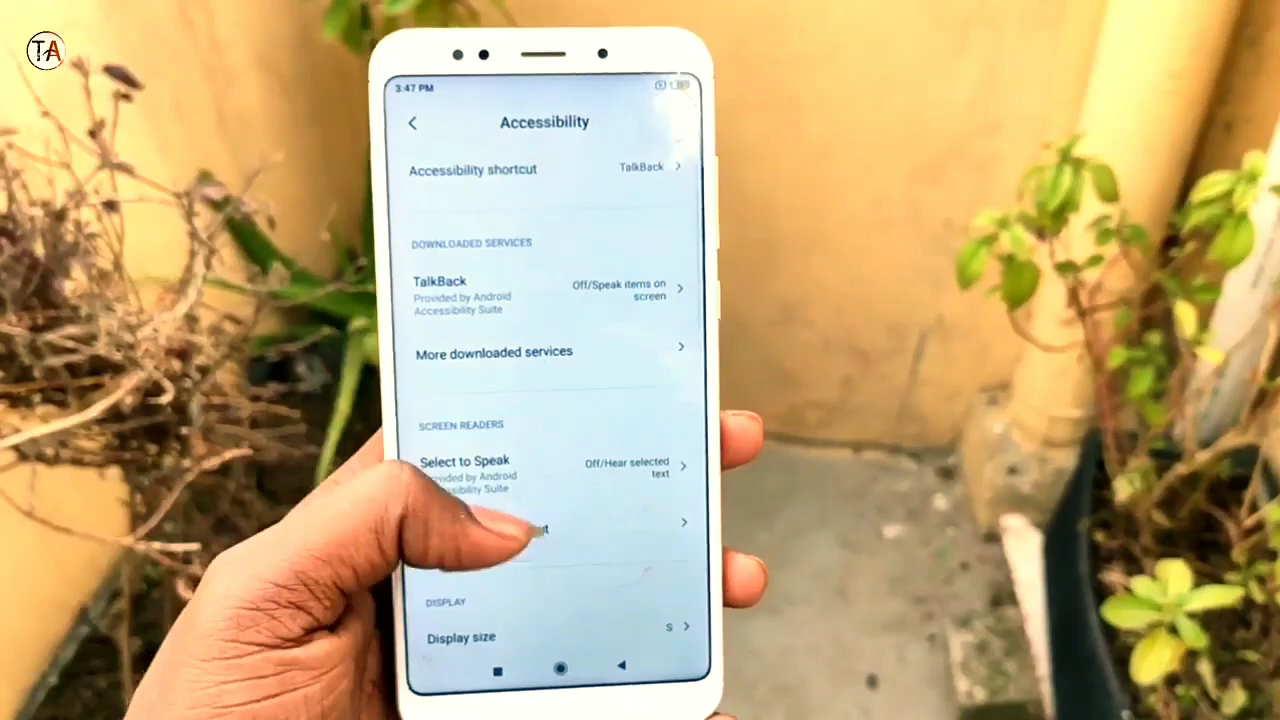 TA
3:47 PM
Accessibility
Accessibility shortcut TalkBack
DOWNLOADED SERVICES
TalkBack
Off/Speak items on
screen
Provided by Android
Accessibility Suite
More downloaded services
SCREEN READERS
Select to Speak
Off/Hear selected
text
Provided by Android
Accessibility Suite
DISPLAY
Display size S